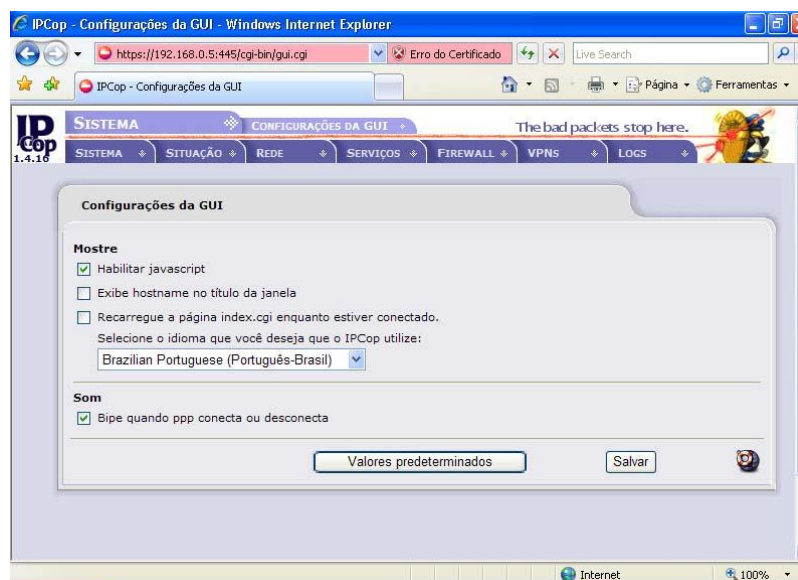 IPCop - Configurações da GUI - Windows Internet Explorer
https://192.168.0.5:445/cgi-bin/gui.cgi
Erro do Certificado
Live Search
IPCop - Configurações da GUI
Página
Ferramentas
IPCop
1.4.16
SISTEMA
CONFIGURAÇÕES DA GUI
The bad packets stop here.
SISTEMA SITUAÇÃO REDE SERVIÇOS FIREWALL VPNS LOGS
Configurações da GUI
Mostre
Habilitar javascript
Exibe hostname no título da janela
Recarregue a página index.cgi enquanto estiver conectado.
Selecione o idioma que você deseja que o IPCop utilize:
Brazilian Portuguese (Português-Brasil)
Som
Bipe quando ppp conecta ou desconecta
Valores predeterminados
Salvar
Internet
100%